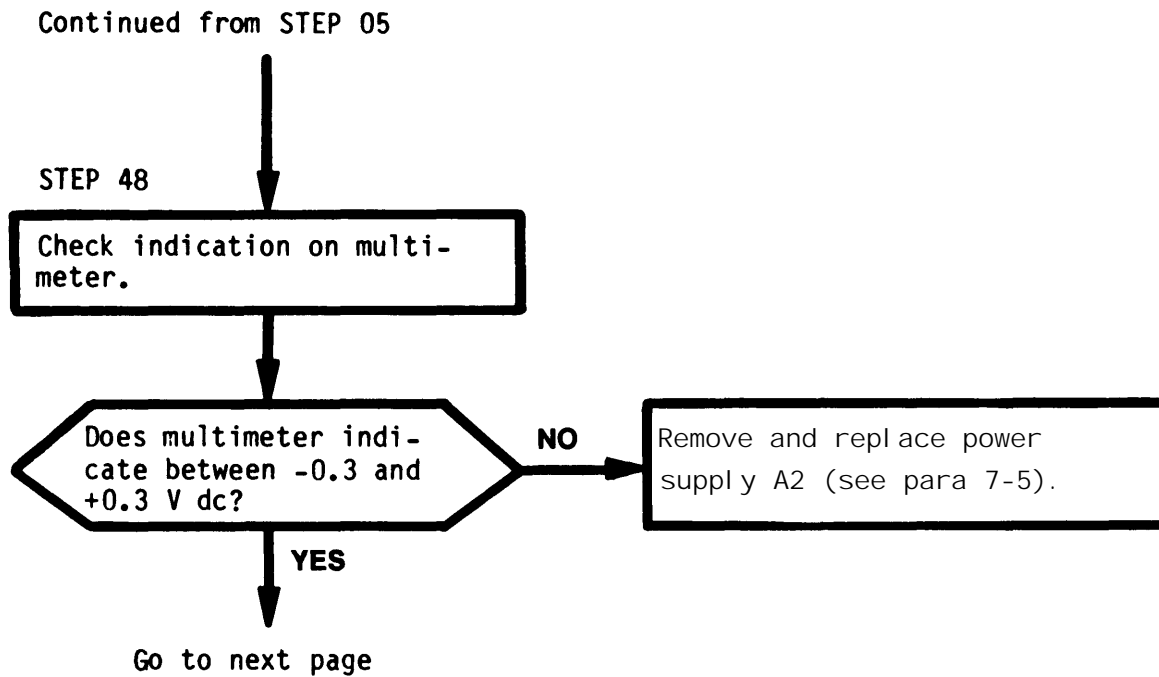 Continued from STEP 05
STEP 48
Check indication on multi-
meter.
Does multimeter indi-
cate between -0.3 and
+0.3 V dc?
NO
Remove and replace power
supply A2 (see para 7-5).
YES
Go to next page